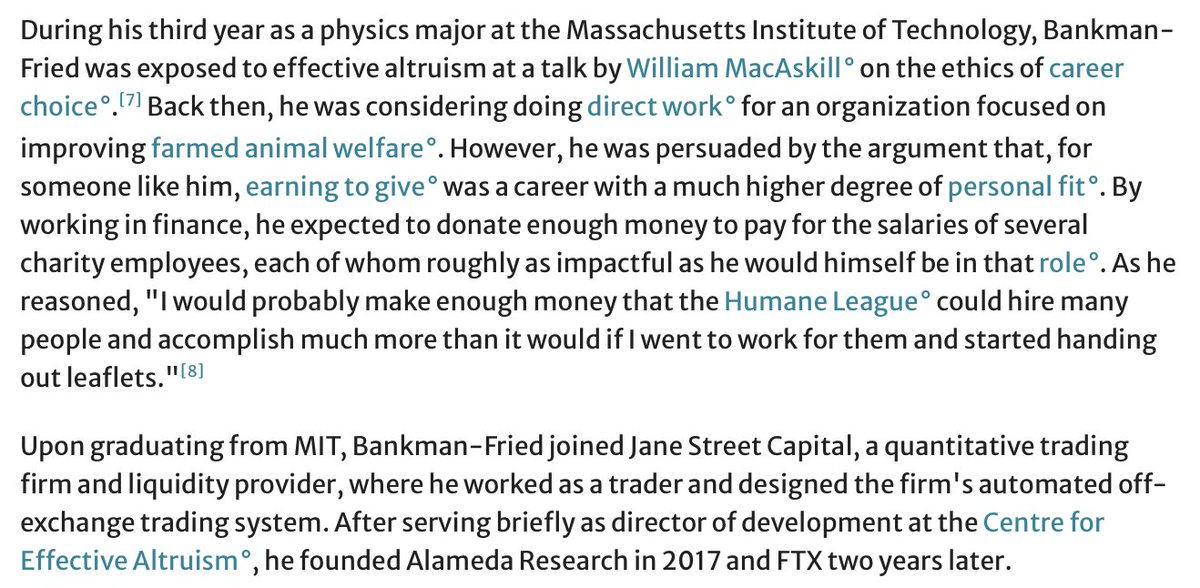 During his third year as a physics major at the Massachusetts Institute of Technology, Bankman-
Fried was exposed to effective altruism at a talk by William MacAskill° on the ethics of career
choice°.[7] Back then, he was considering doing direct work° for an organization focused on
improving farmed animal welfare°. However, he was persuaded by the argument that, for
someone like him, earning to give° was a career with a much higher degree of personal fit°. By
working in finance, he expected to donate enough money to pay for the salaries of several
charity employees, each of whom roughly as impactful as he would himself be in that role°. As he
reasoned, "I would probably make enough money that the Humane League° could hire many
people and accomplish much more than it would if I went to work for them and started handing
out leaflets."[8]
Upon graduating from MIT, Bankman-Fried joined Jane Street Capital, a quantitative trading
firm and liquidity provider, where he worked as a trader and designed the firm's automated off-
exchange trading system. After serving briefly as director of development at the Centre for
Effective Altruism°, he founded Alameda Research in 2017 and FTX two years later.